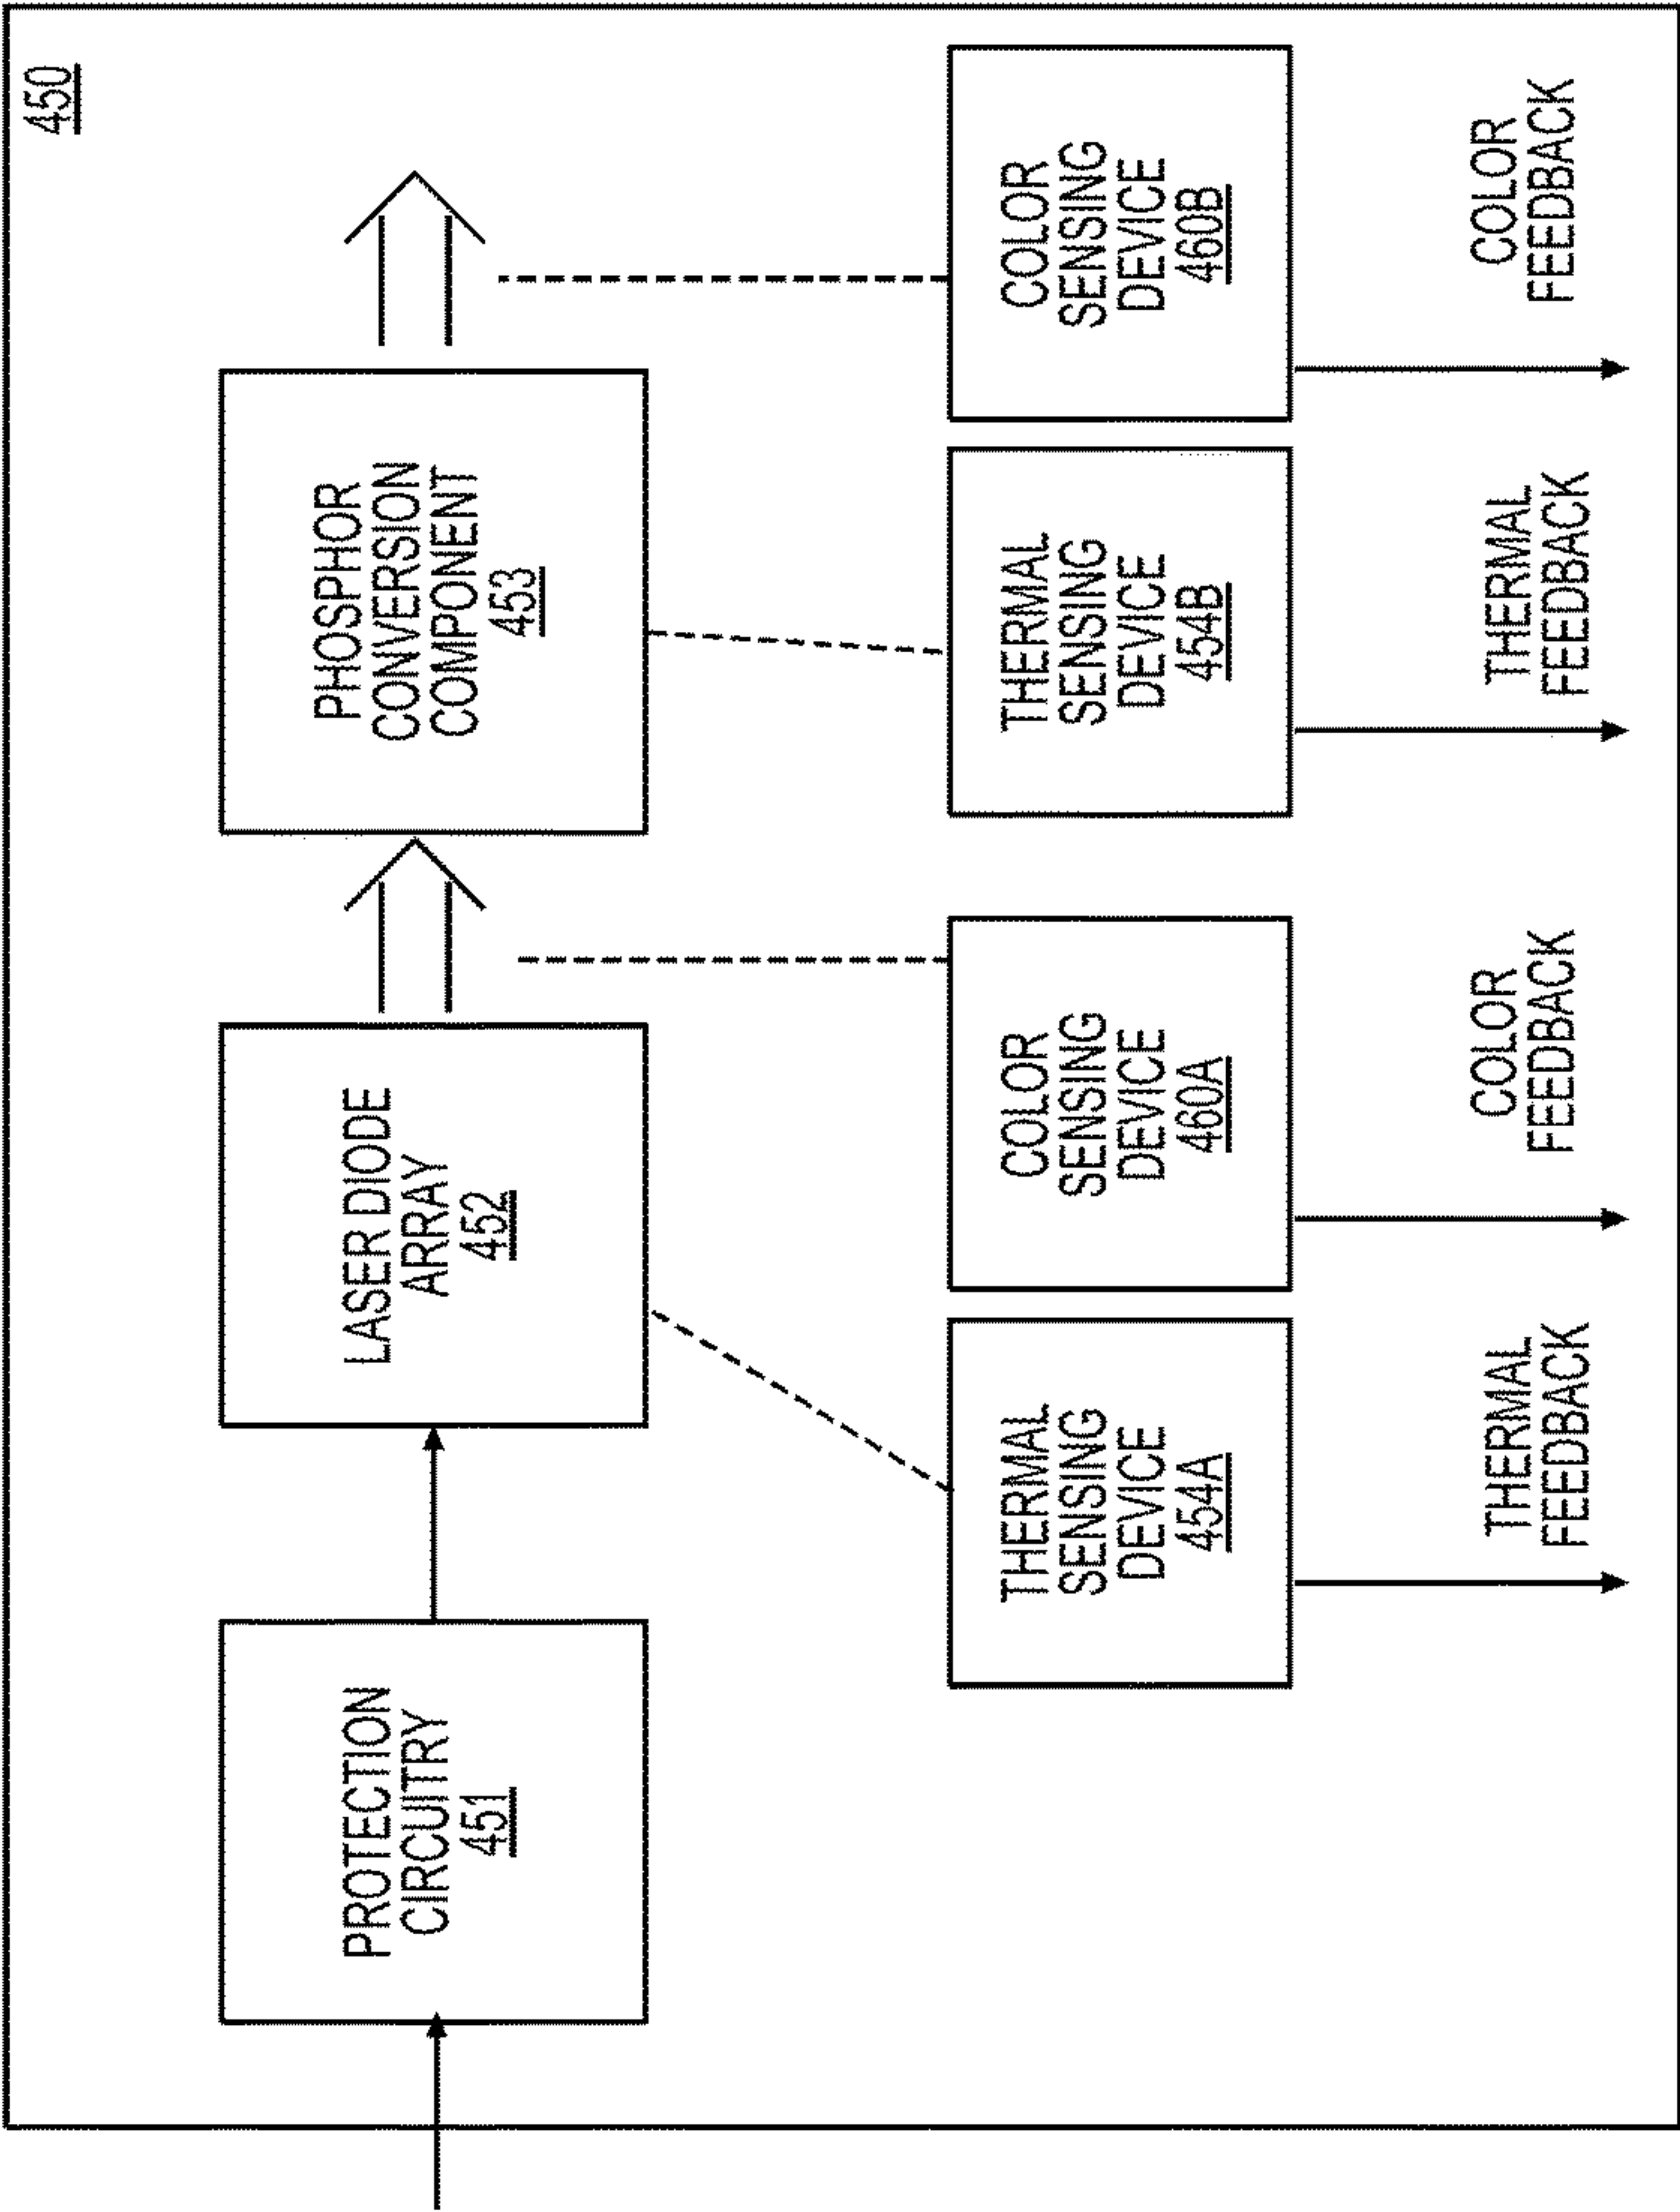 450
PROTECTION
CIRCUITRY
451
LASER DIODE
ARRAY
452
PHOSPHOR
CONVERSION
COMPONENT
453
THERMAL
SENSING
DEVICE
454A
COLOR
SENSING
DEVICE
460A
THERMAL
SENSING
DEVICE
454B
COLOR
SENSING
DEVICE
460B
THERMAL
FEEDBACK
COLOR
FEEDBACK
THERMAL
FEEDBACK
COLOR
FEEDBACK